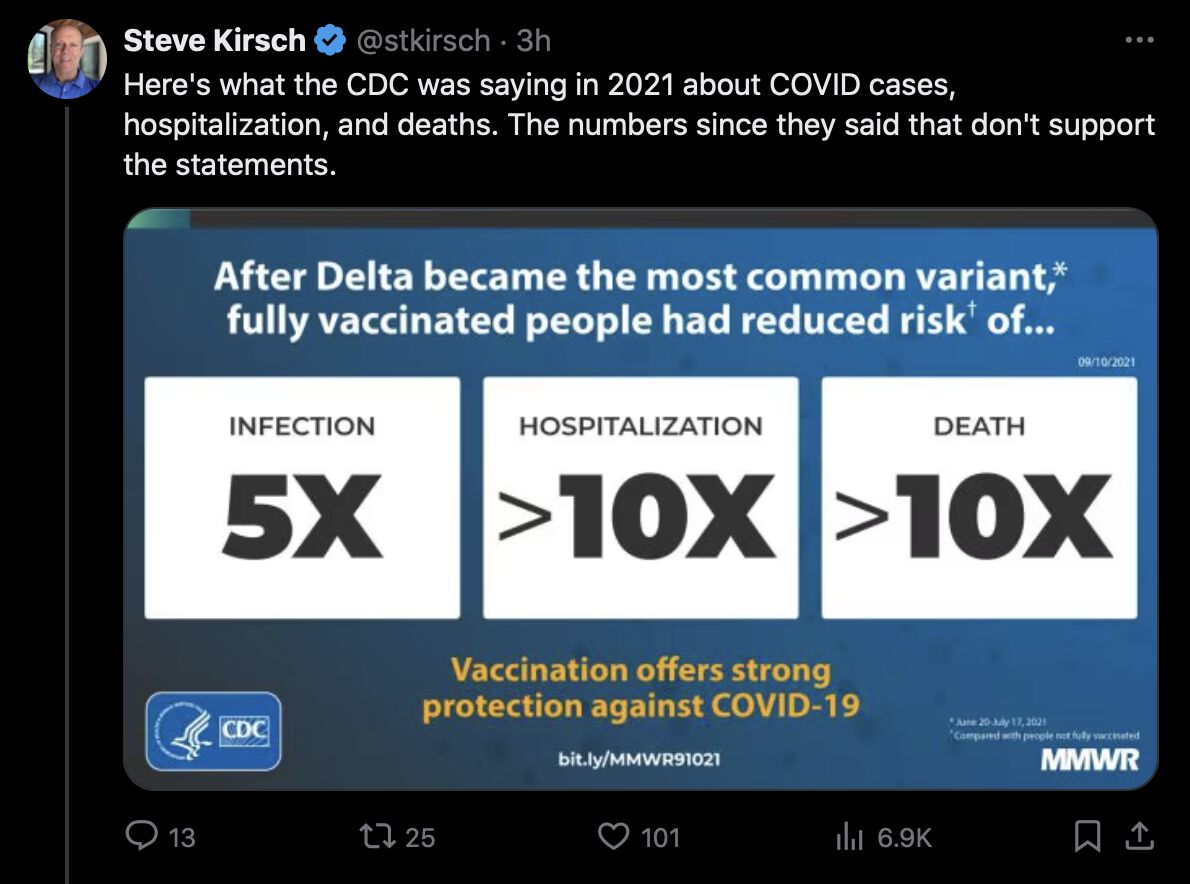 Steve Kirsch @stkirsch · 3h
Here's what the CDC was saying in 2021 about COVID cases,
hospitalization, and deaths. The numbers since they said that don't support
the statements.
After Delta became the most common variant,*
fully vaccinated people had reduced risk† of...
09/10/2021
INFECTION
5X
HOSPITALIZATION
>10X
DEATH
>10X
Vaccination offers strong
protection against COVID-19
CDC
bit.ly/MMWR91021
* June 20-July 17, 2021
† Compared with people not fully vaccinated
MMWR
13
25
101
6.9K